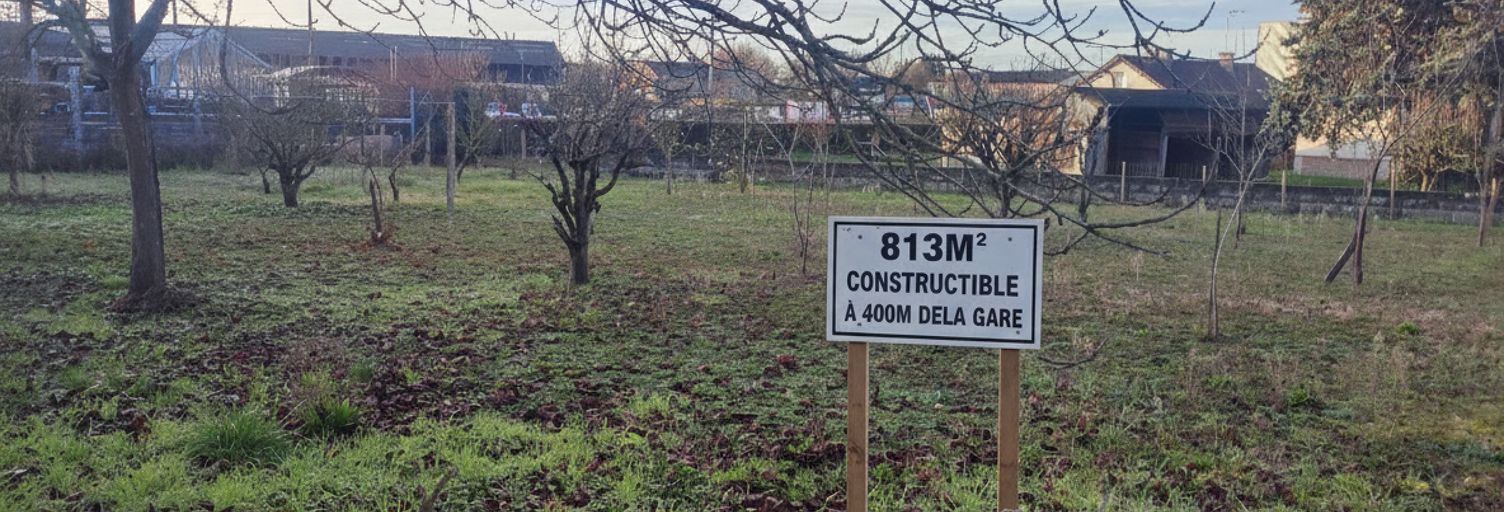 813M²
CONSTRUCTIBLE
À 400M DELA GARE